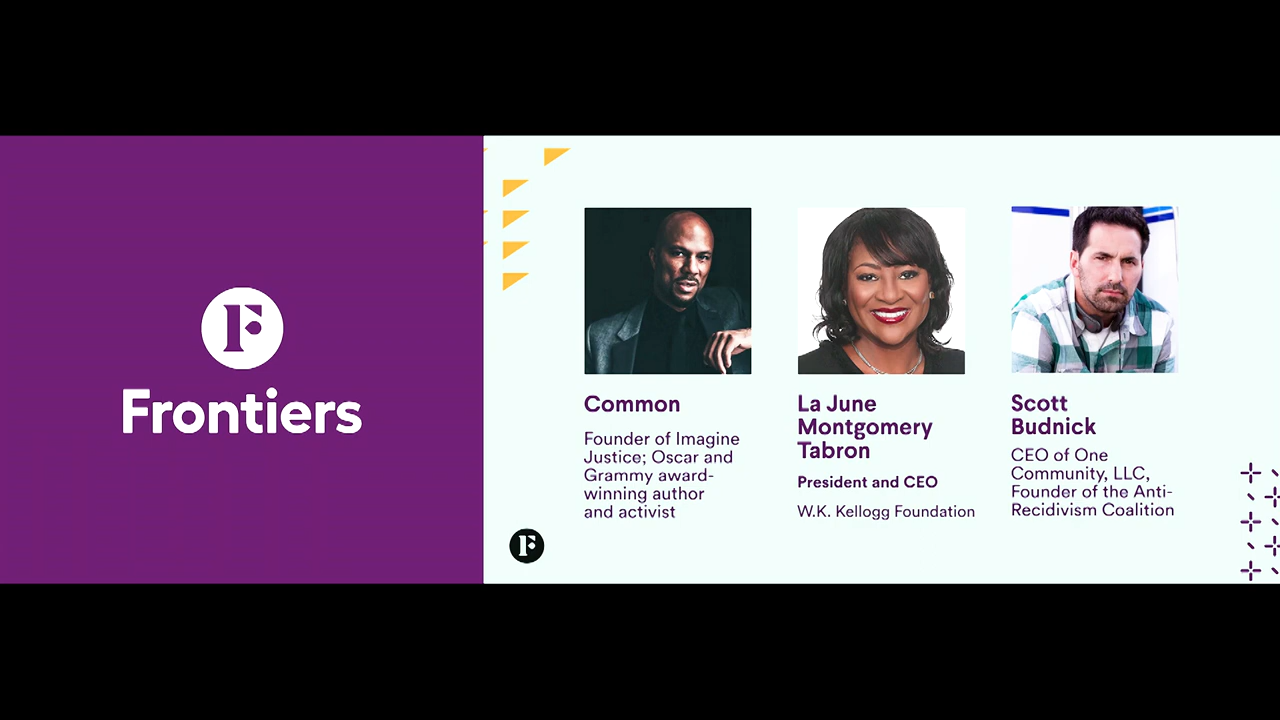 F
Frontiers
Common
Founder of Imagine
Justice; Oscar and
Grammy award-
winning author
and activist
La June
Montgomery
Tabron
President and CEO
W.K. Kellogg Foundation
Scott
Budnick
CEO of One
Community, LLC,
Founder of the Anti-
Recidivism Coalition
F